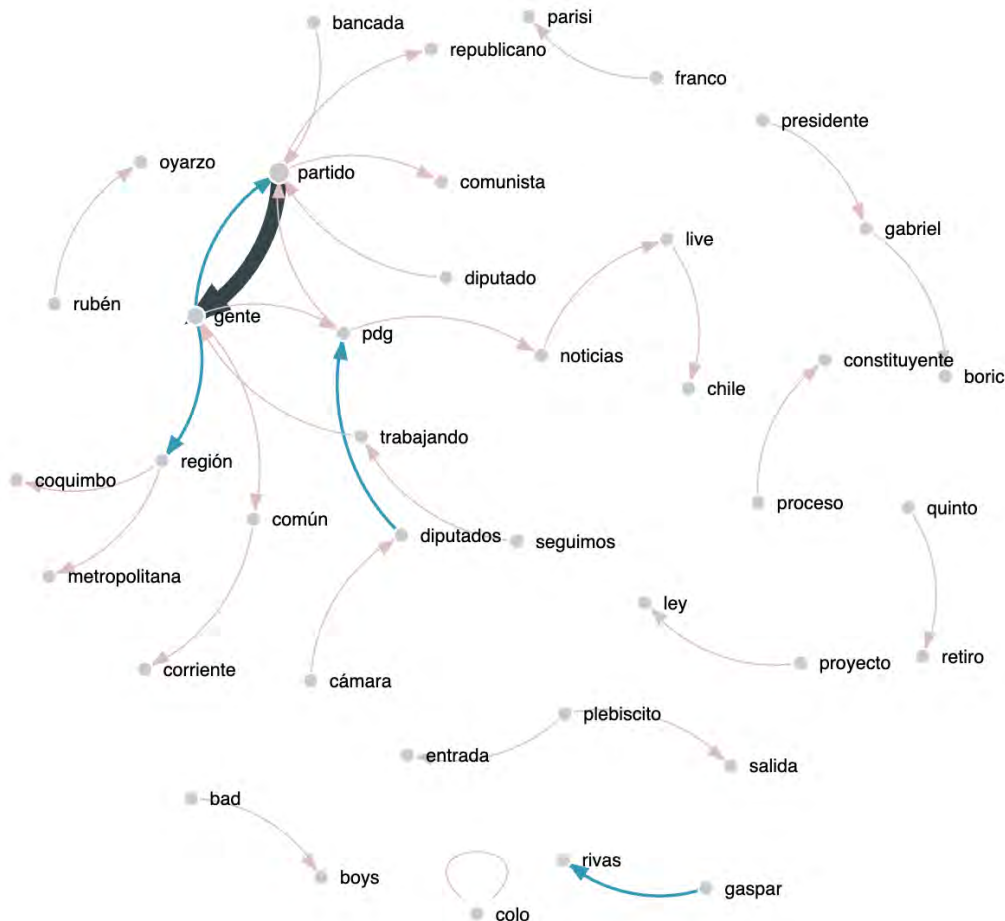 bancada
parisi
republicano
franco
presidente
oyarzo
partido
comunista
gabriel
live
diputado
rubén
gente
pdg
noticias
constituyente
boric
chile
trabajando
región
coquimbo
proceso
quinto
común
diputados
seguimos
metropolitana
ley
corriente
cámara
proyecto
retiro
plebiscito
entrada
salida
bad
boys
rivas
gaspar
colo